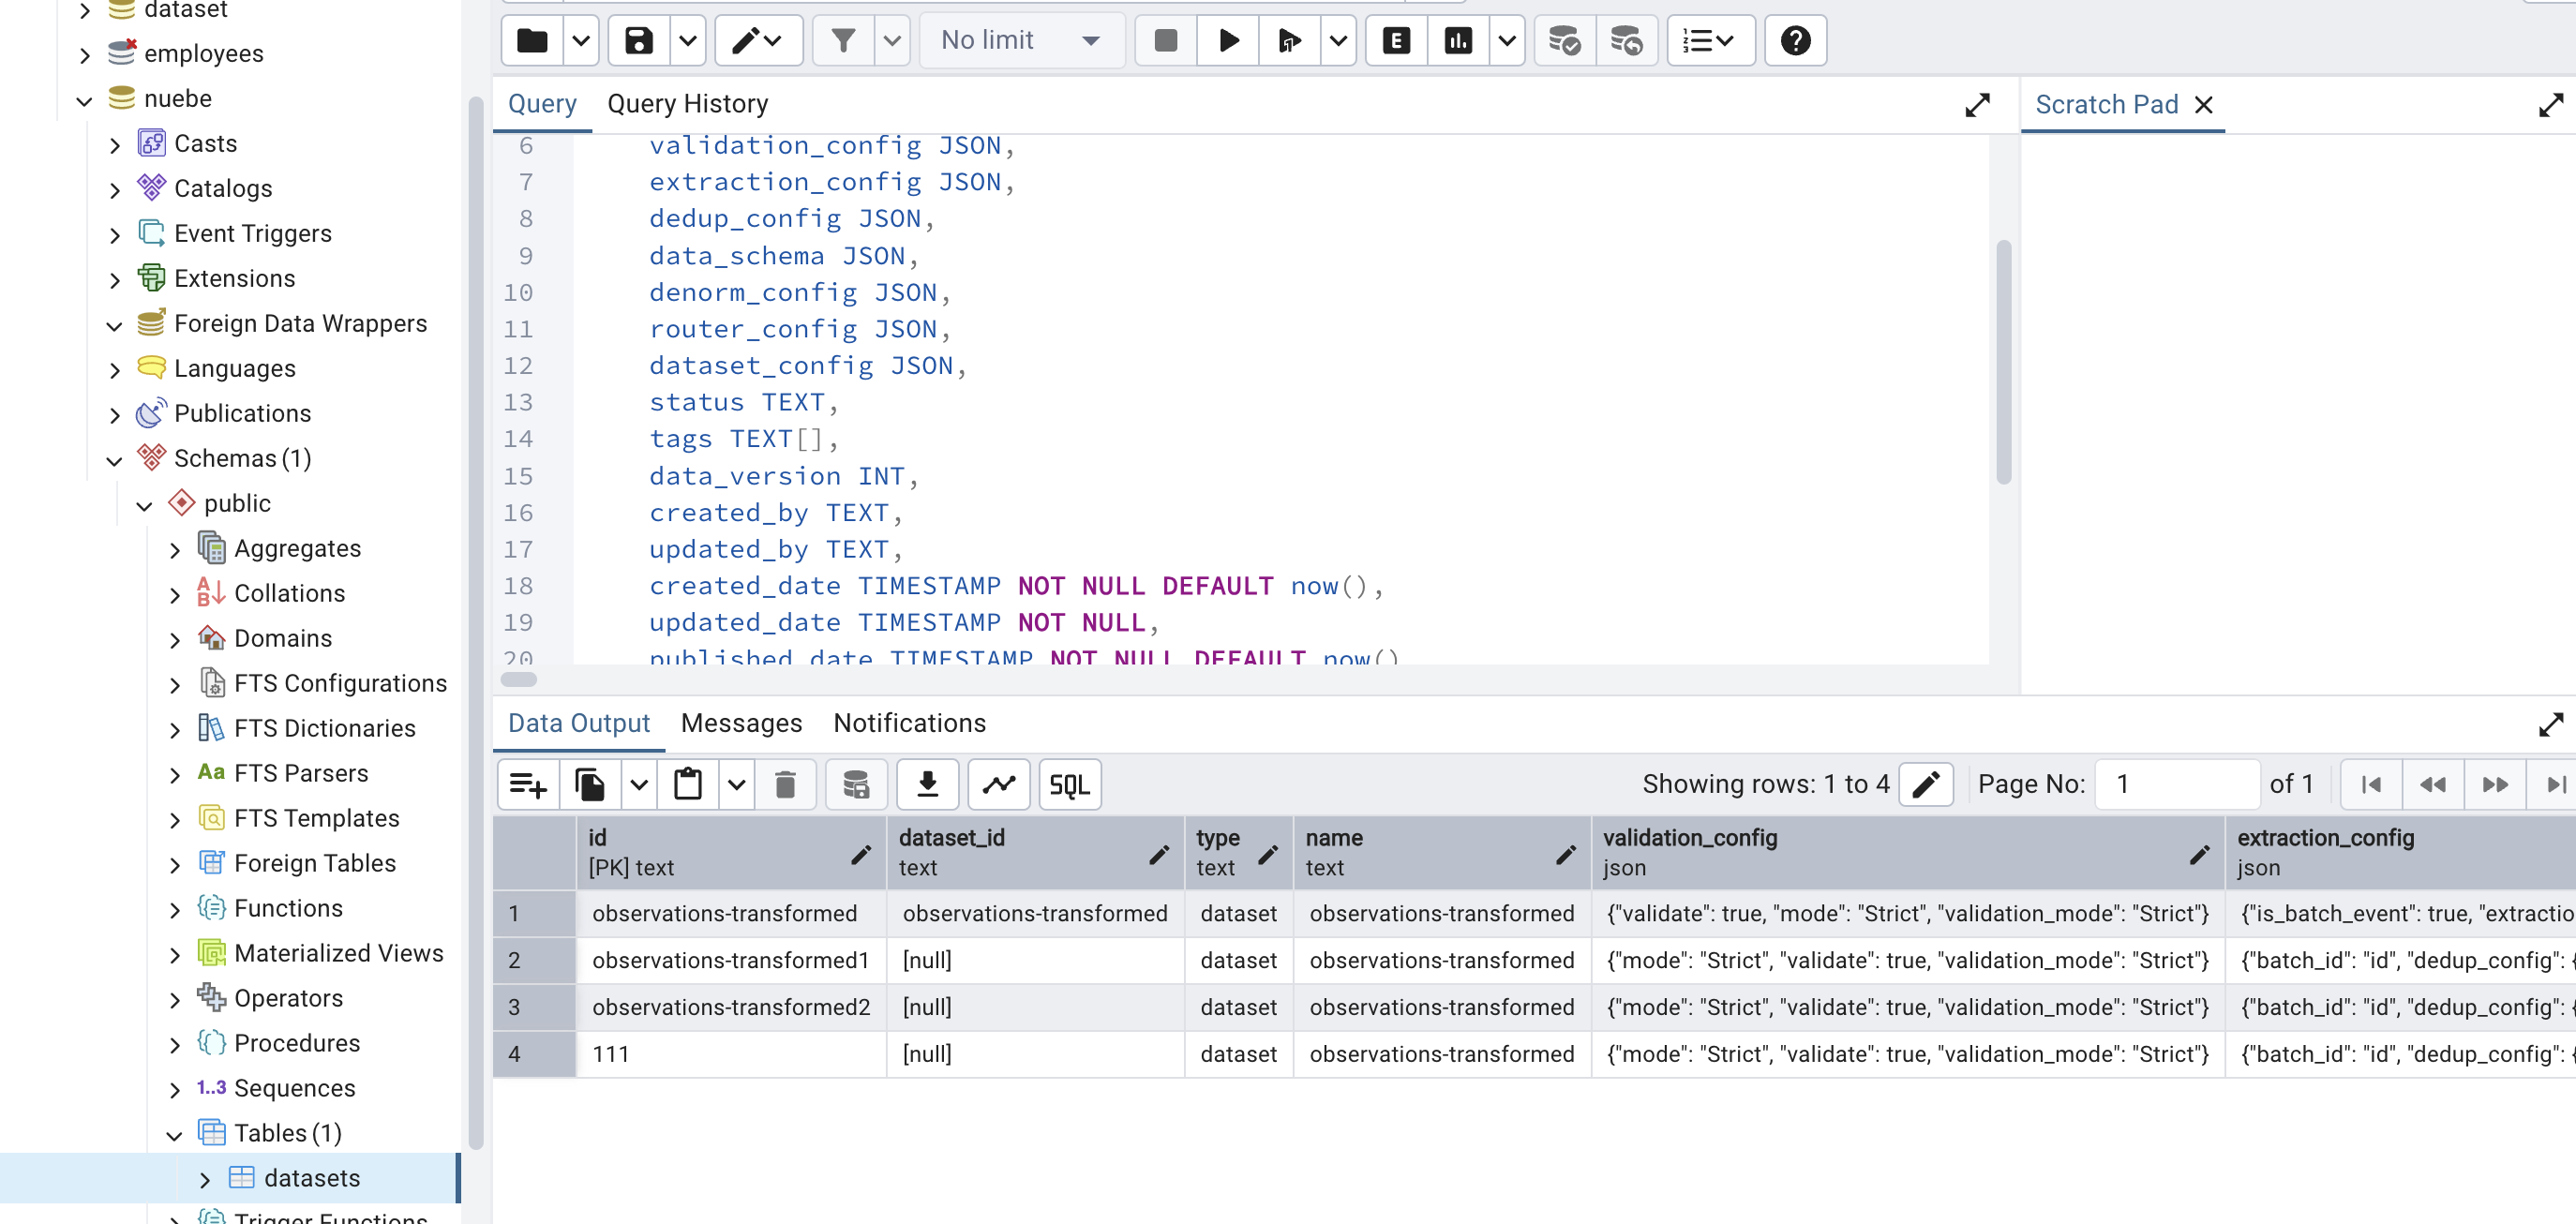 dataset
employees
nuebe
Casts
Catalogs
Event Triggers
Extensions
Foreign Data Wrappers
Languages
Publications
Schemas (1)
public
Aggregates
Collations
Domains
FTS Configurations
FTS Dictionaries
Aa FTS Parsers
FTS Templates
Foreign Tables
Functions
Materialized Views
Operators
Procedures
1..3 Sequences
Tables (1)
datasets
Trigger Functions
No limit
E
Query Query History
Scratch Pad
6 validation_config JSON,
7 extraction_config JSON,
8 dedup_config JSON,
9 data_schema JSON,
10 denorm_config JSON,
11 router_config JSON,
12 dataset_config JSON,
13 status TEXT,
14 tags TEXT[],
15 data_version INT,
16 created_by TEXT,
17 updated_by TEXT,
18 created_date TIMESTAMP NOT NULL DEFAULT now(),
19 updated_date TIMESTAMP NOT NULL,
20 published_date TIMESTAMP NOT NULL DEFAULT now()
Data Output Messages Notifications
SQL
Showing rows: 1 to 4 Page No: 1 of 1
id dataset_id type name validation_config extraction_config
[PK] text text text text json json
1 observations-transformed observations-transformed dataset observations-transformed {"validate": true, "mode": "Strict", "validation_mode": "Strict"} {"is_batch_event": true, "extractio
2 observations-transformed1 [null] dataset observations-transformed {"mode": "Strict", "validate": true, "validation_mode": "Strict"} {"batch_id": "id", "dedup_config": {
3 observations-transformed2 [null] dataset observations-transformed {"mode": "Strict", "validate": true, "validation_mode": "Strict"} {"batch_id": "id", "dedup_config": {
4 111 [null] dataset observations-transformed {"mode": "Strict", "validate": true, "validation_mode": "Strict"} {"batch_id": "id", "dedup_config": {